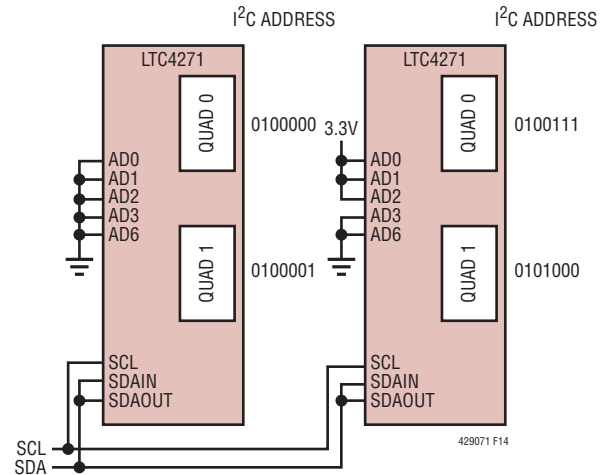 I²C ADDRESS
LTC4271
QUAD 0
0100000
AD0
AD1
AD2
AD3
AD6
QUAD 1
0100001
SCL
SDAIN
SDAOUT
I²C ADDRESS
LTC4271
QUAD 0
0100111
3.3V
AD0
AD1
AD2
AD3
AD6
QUAD 1
0101000
SCL
SDAIN
SDAOUT
SCL
SDA
429071 F14